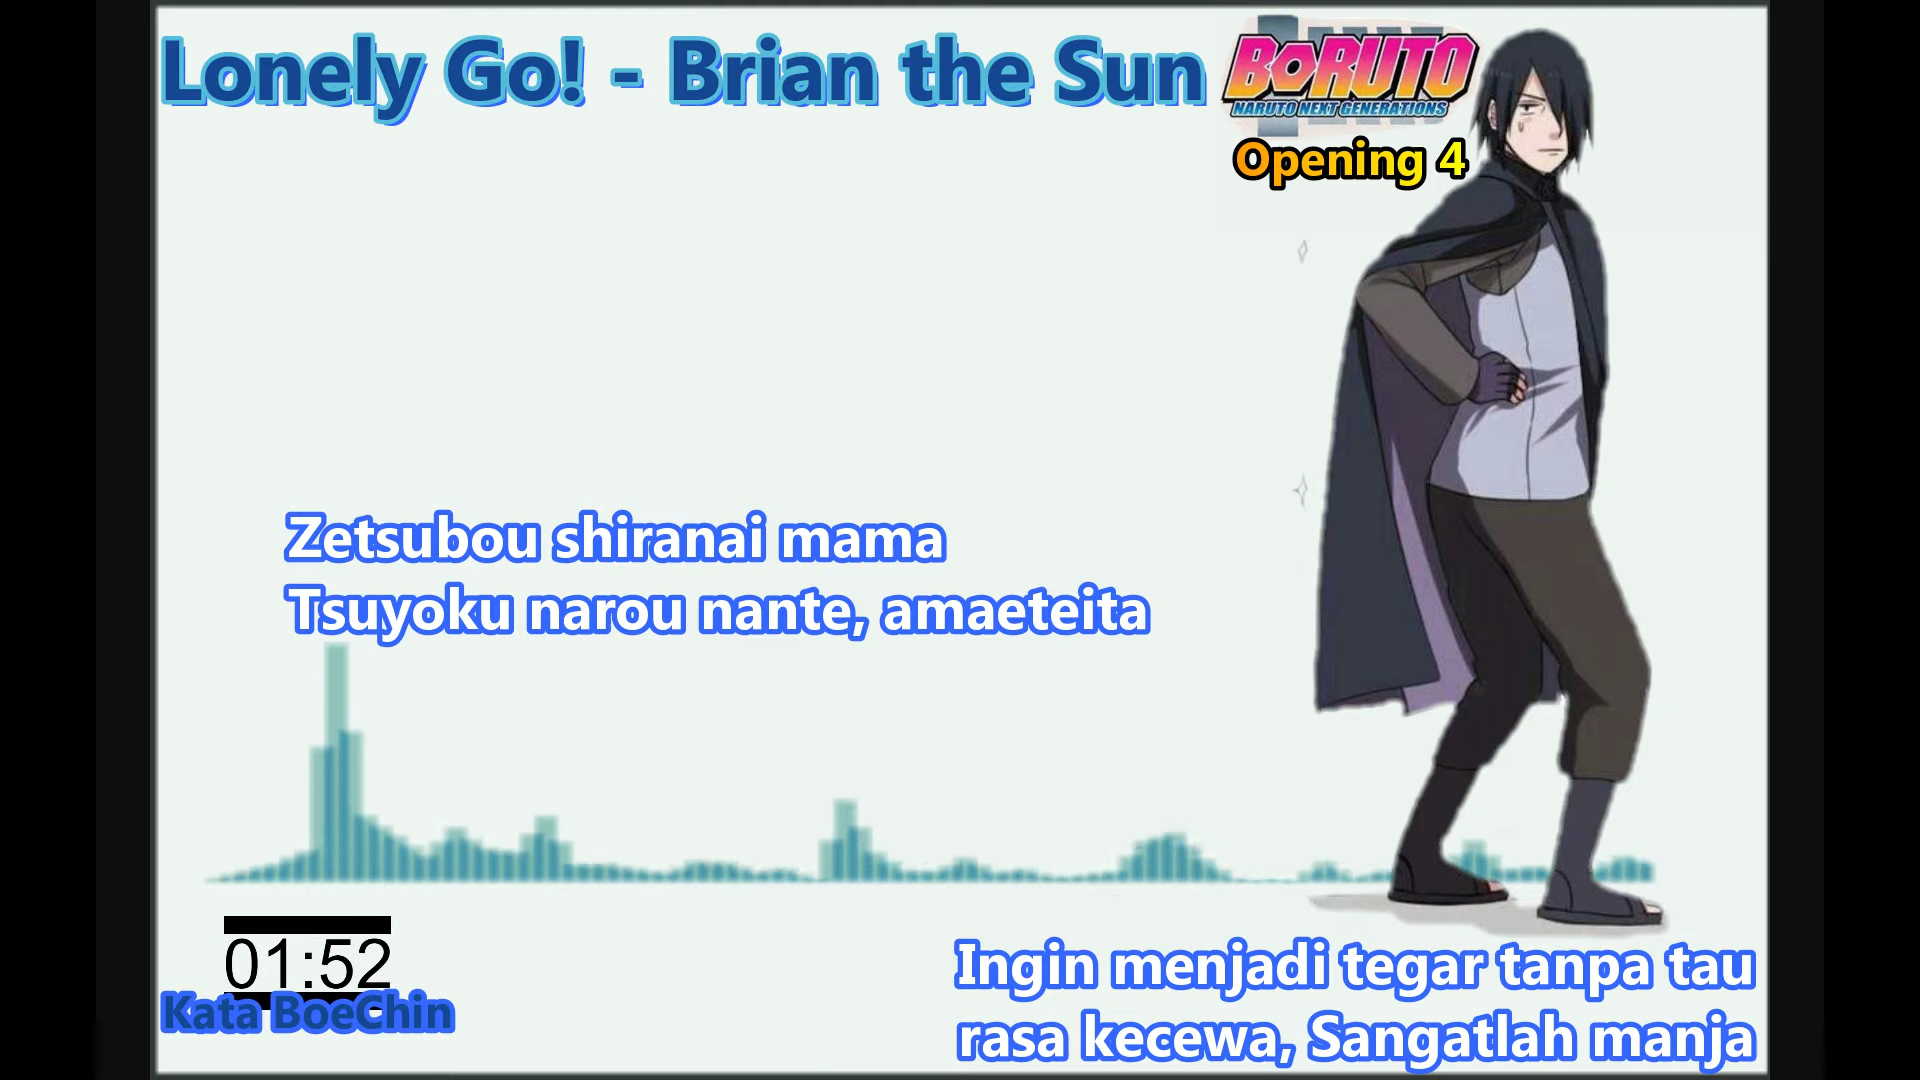 Lonely Go! - Brian the Sun
BORUTO
NARUTO NEXT GENERATIONS
Opening 4
Zetsubou shiranai mama
Tsuyoku narou nante, amaeteita
01:52
Kata BoeChin
Ingin menjadi tegar tanpa tau
rasa kecewa, Sangatlah manja